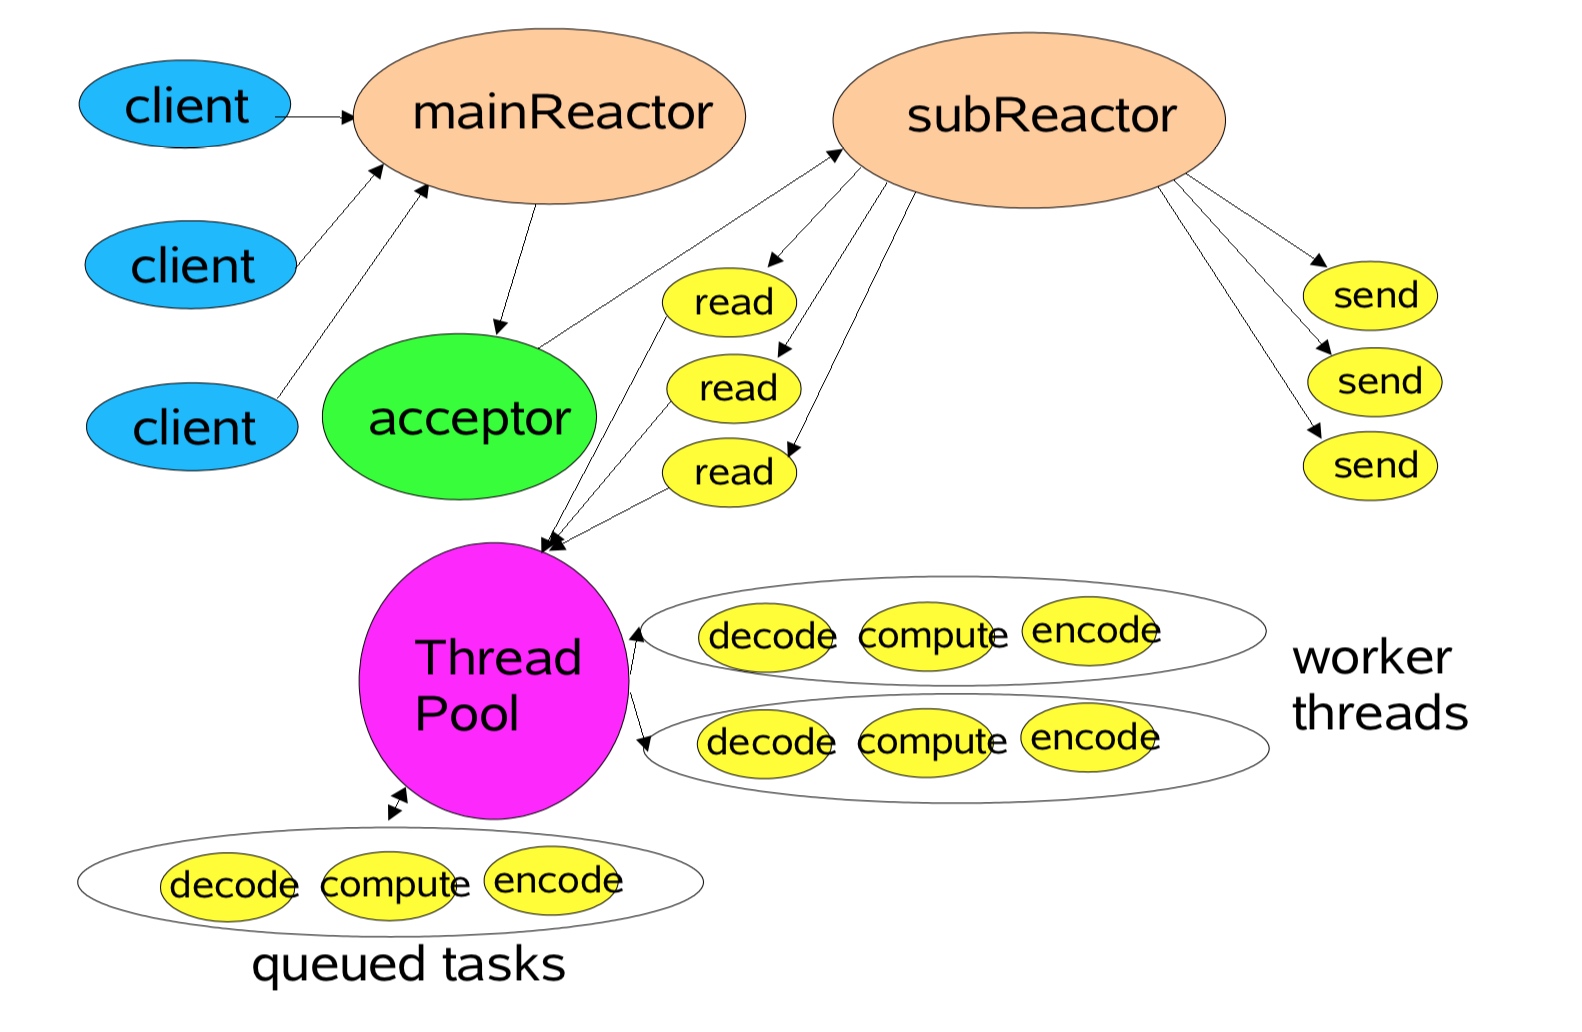 client
mainReactor
subReactor
client
client
acceptor
read
read
read
send
send
send
Thread
Pool
decode
compute
encode
decode
compute
encode
worker
threads
decode
compute
encode
queued tasks